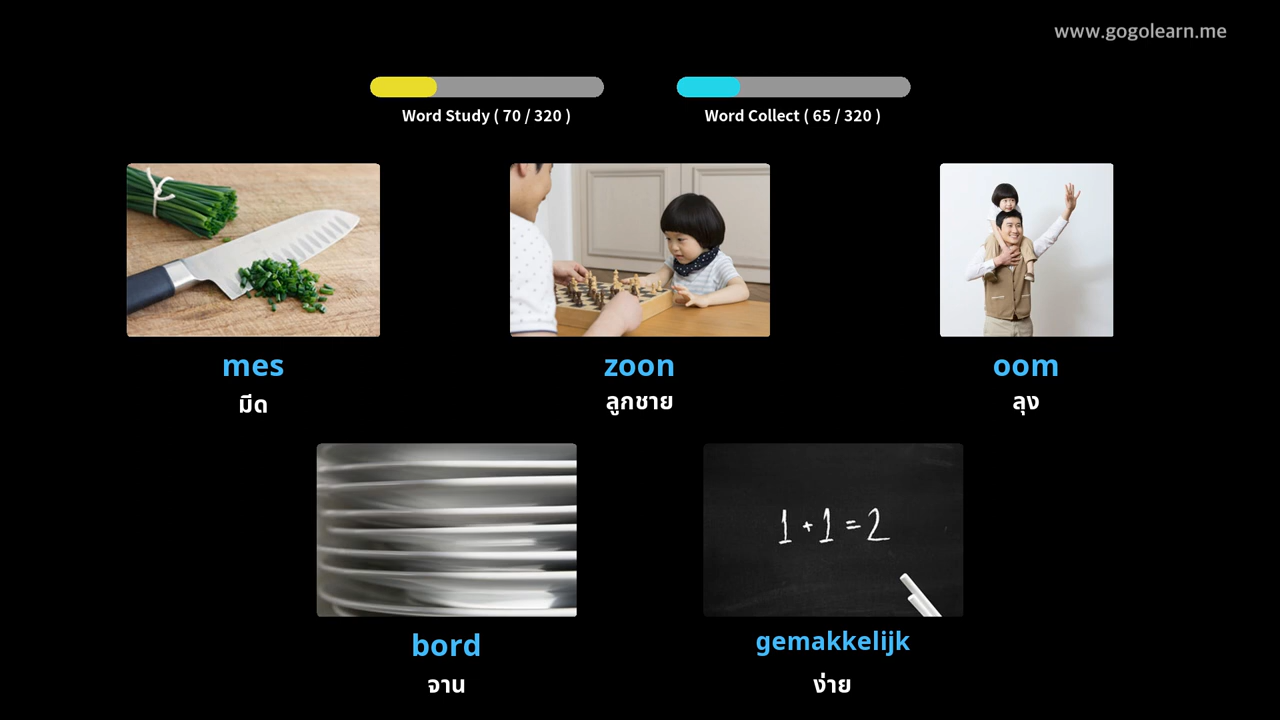 www.gogolearn.me
Word Study ( 70 / 320 )
Word Collect ( 65 / 320 )
mes
มีด
zoon
ลูกชาย
oom
ลุง
bord
จาน
1 + 1 = 2
gemakkelijk
ง่าย